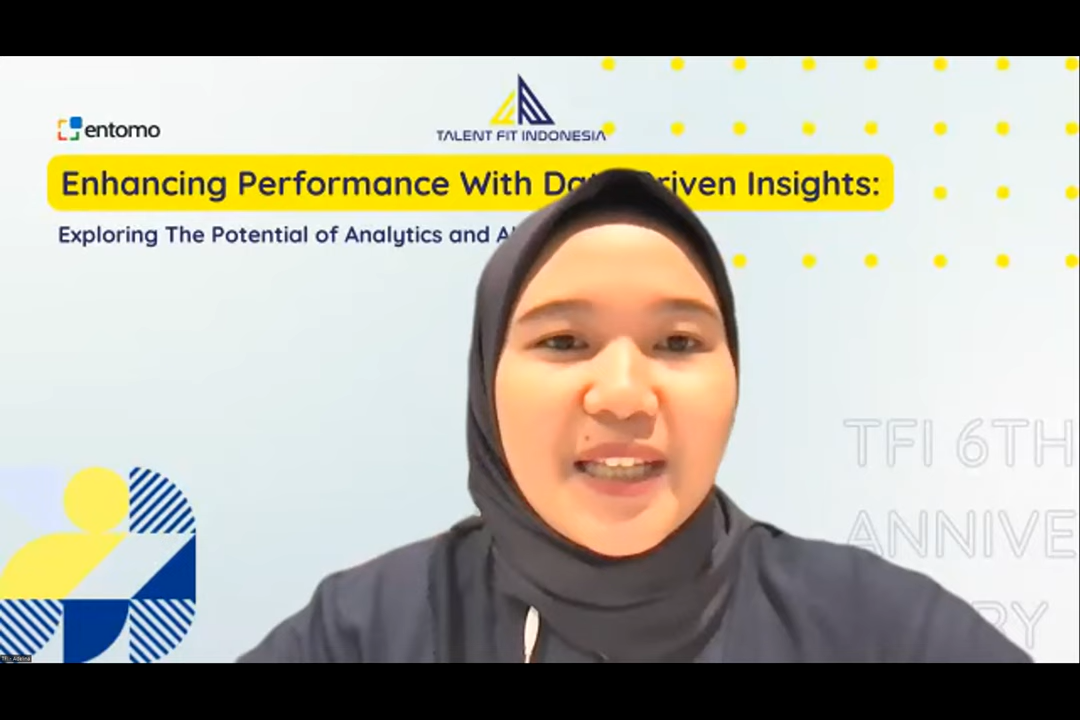 entomo
TALENT FIT INDONESIA
Enhancing Performance With Data Driven Insights:
Exploring The Potential of Analytics and AI
TFI 6TH
ANNIVE
RY